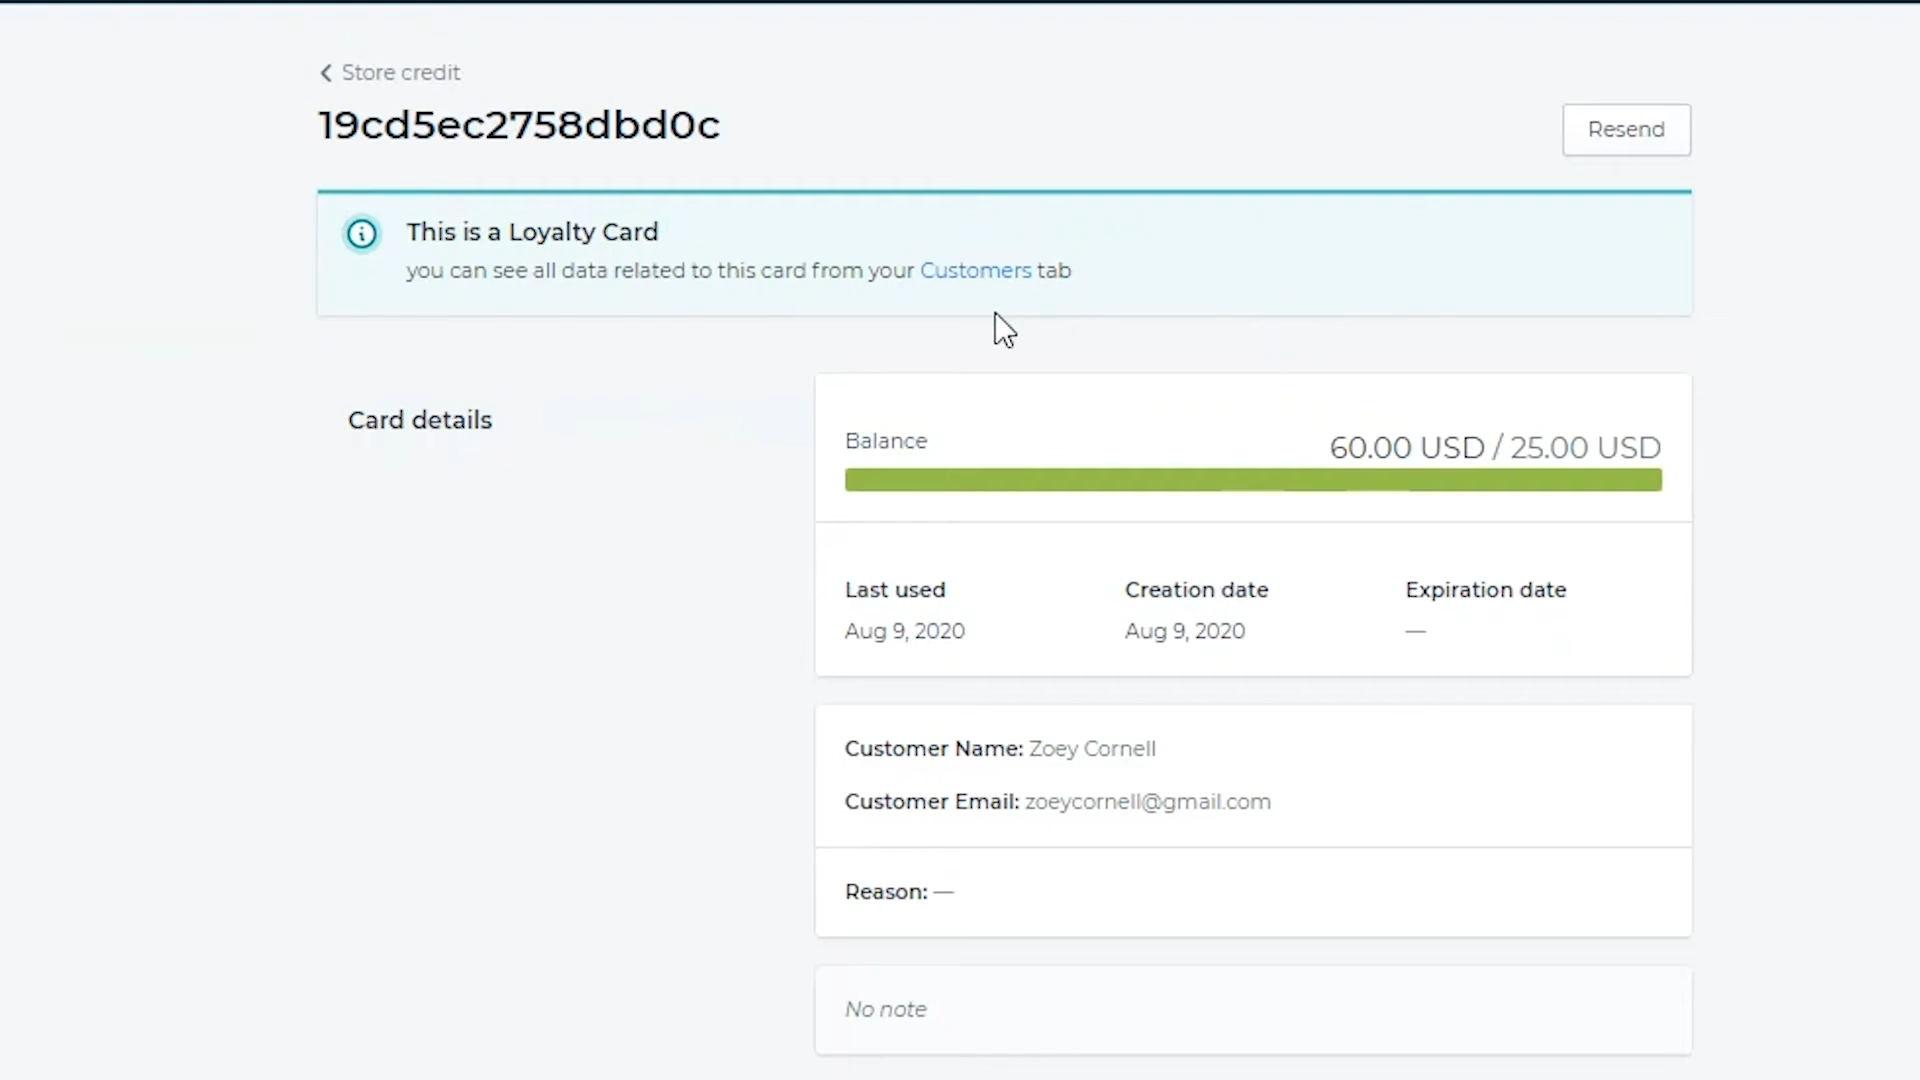 Store credit
19cd5ec2758dbd0c
Resend
This is a Loyalty Card
you can see all data related to this card from your Customers tab
Card details
Balance
60.00 USD / 25.00 USD
Last used
Creation date
Expiration date
Aug 9, 2020
Aug 9, 2020
—
Customer Name: Zoey Cornell
Customer Email: zoeycornell@gmail.com
Reason: —
No note